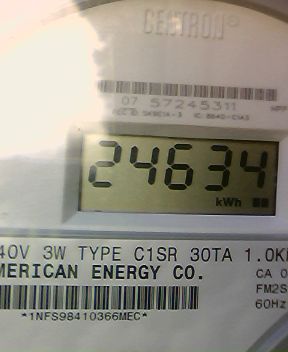 CENTRON®
07 57245311
24634
kWh
40V 3W TYPE C1SR 30TA 1.0K
MERICAN ENERGY CO.
CA 0
FM2S
60Hz
*1NFS98410366MEC*